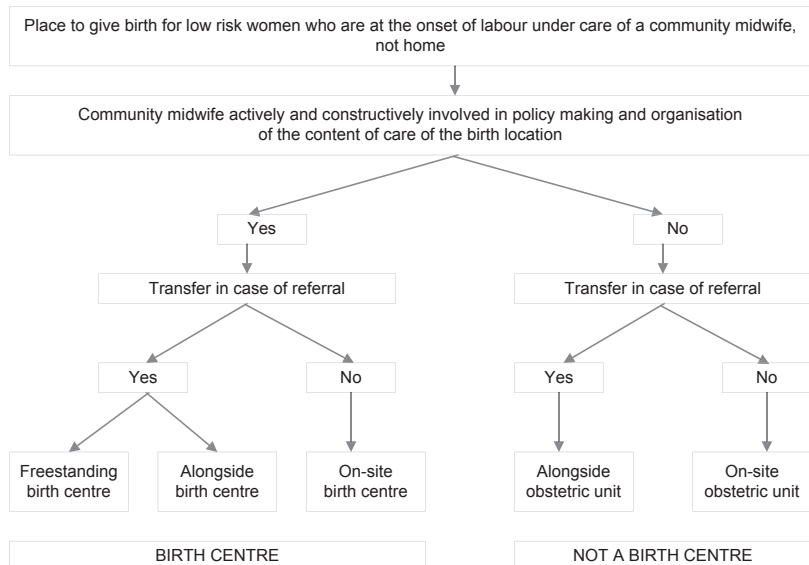 Place to give birth for low risk women who are at the onset of labour under care of a community midwife,
not home
Community midwife actively and constructively involved in policy making and organisation
of the content of care of the birth location
Yes
No
Transfer in case of referral
Transfer in case of referral
Yes
No
Yes
No
Freestanding
birth centre
Alongside
birth centre
On-site
birth centre
Alongside
obstetric unit
On-site
obstetric unit
BIRTH CENTRE
NOT A BIRTH CENTRE